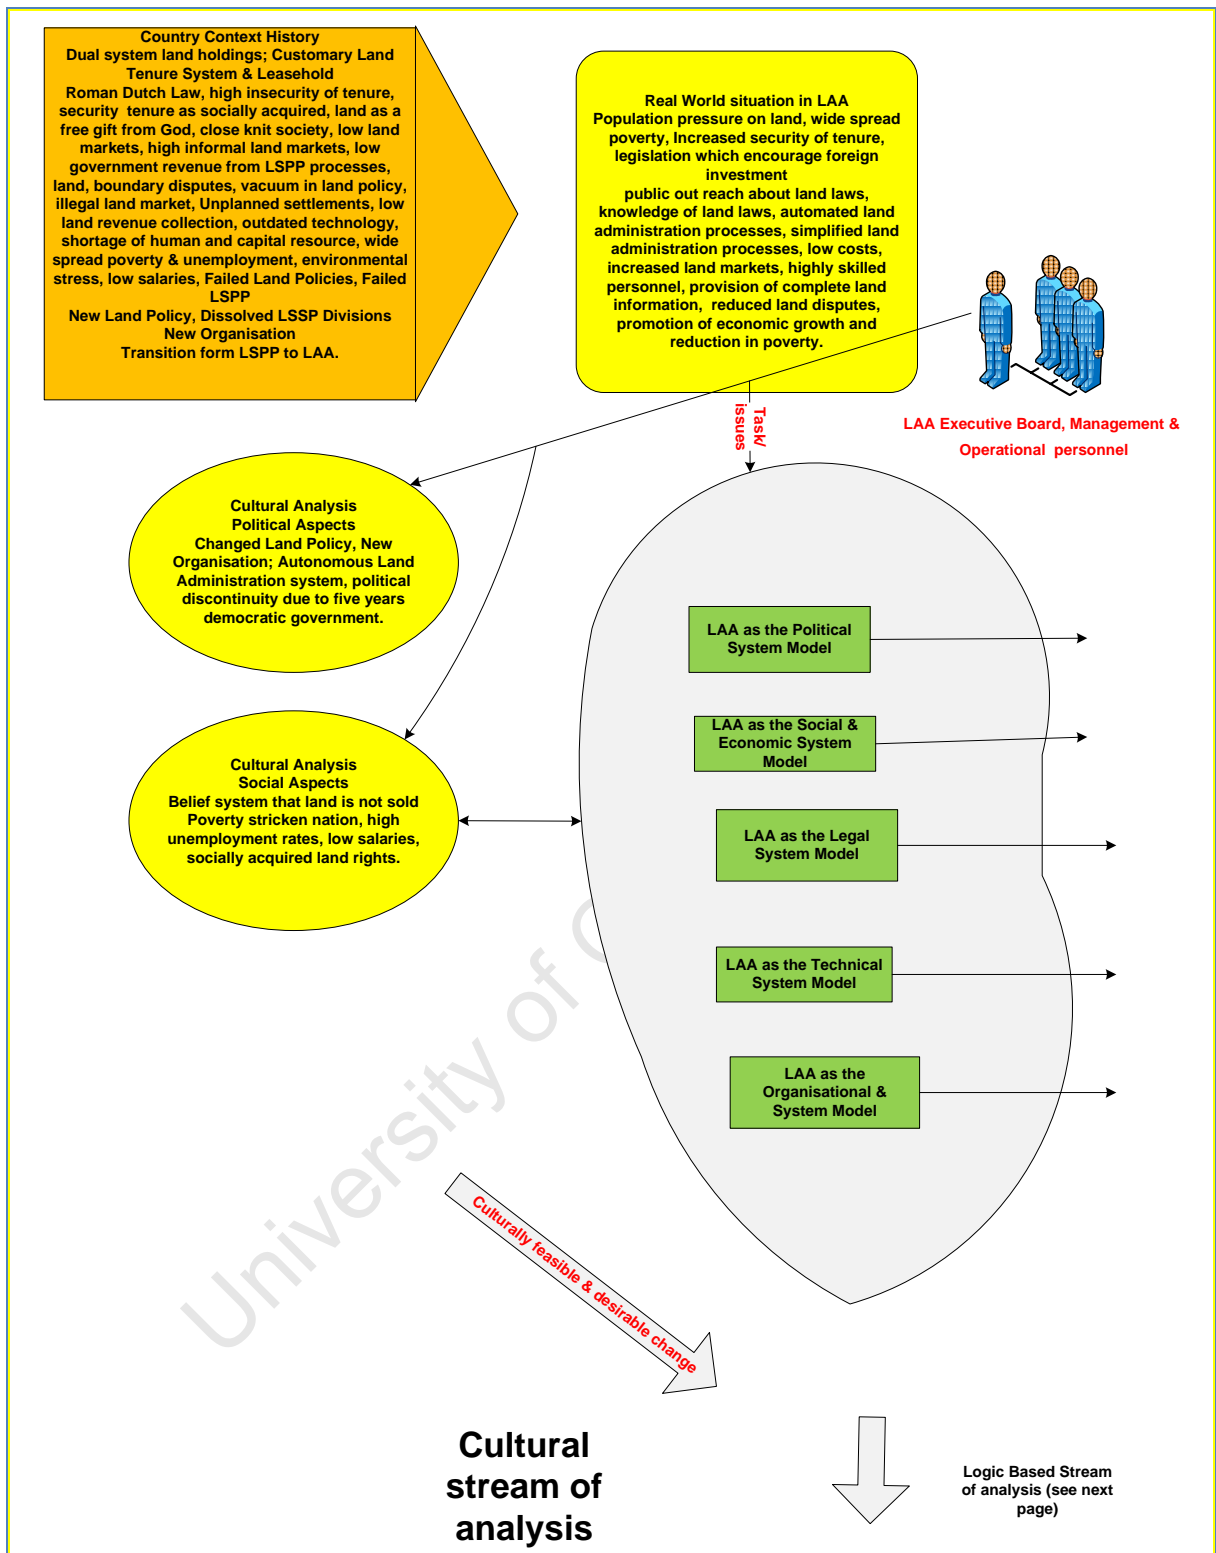 Country Context History
Dual system land holdings; Customary Land
Tenure System & Leasehold
Roman Dutch Law, high insecurity of tenure,
security tenure as socially acquired, land as a
free gift from God, close knit society, low land
markets, high informal land markets, low
government revenue from LSPP processes,
land, boundary disputes, vacuum in land policy,
illegal land market, Unplanned settlements, low
land revenue collection, outdated technology,
shortage of human and capital resource, wide
spread poverty & unemployment, environmental
stress, low salaries, Failed Land Policies, Failed
LSPP
New Land Policy, Dissolved LSSP Divisions
New Organisation
Transition form LSPP to LAA.
Real World situation in LAA
Population pressure on land, wide spread
poverty, Increased security of tenure,
legislation which encourage foreign
investment
public out reach about land laws,
knowledge of land laws, automated land
administration processes, simplified land
administration processes, low costs,
increased land markets, highly skilled
personnel, provision of complete land
information, reduced land disputes,
promotion of economic growth and
reduction in poverty.
LAA Executive Board, Management &
Operational personnel
Task/
issues
Cultural Analysis
Political Aspects
Changed Land Policy, New
Organisation; Autonomous Land
Administration system, political
discontinuity due to five years
democratic government.
Cultural Analysis
Social Aspects
Belief system that land is not sold
Poverty stricken nation, high
unemployment rates, low salaries,
socially acquired land rights.
LAA as the Political
System Model
LAA as the Social &
Economic System
Model
LAA as the Legal
System Model
LAA as the Technical
System Model
LAA as the
Organisational &
System Model
University of
Culturally feasible & desirable change
Cultural
stream of
analysis
Logic Based Stream
of analysis (see next
page)